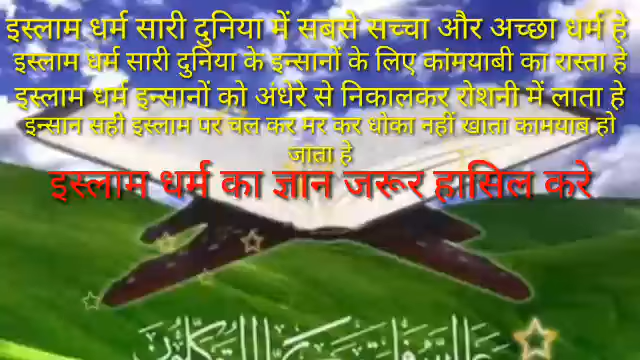 इस्लाम धर्म सारी दुनिया में सबसे सच्चा और अच्छा धर्म हे
इस्लाम धर्म सारी दुनिया के इन्सानों के लिए कांमयाबी का रास्ता हे
इस्लाम धर्म इन्सानों को अंधेरे से निकालकर रोशनी में लाता हे
इन्सान सही इस्लाम पर चल कर मर कर धोका नहीं खाता कामयाब हो
जाता हे
इस्लाम धर्म का ज्ञान जरूर हासिल करे